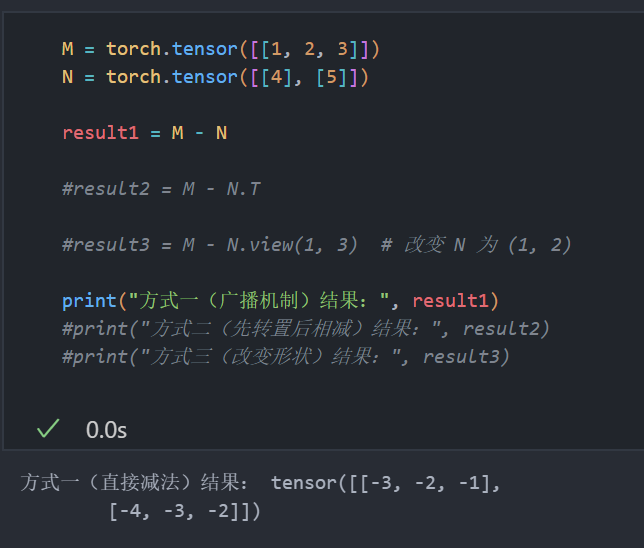 M = torch.tensor([[1, 2, 3]])
N = torch.tensor([[4], [5]])
result1 = M - N
#result2 = M - N.T
#result3 = M - N.view(1, 3)  # 改变 N 为 (1, 2)
print("方式一（广播机制）结果：", result1)
#print("方式二（先转置后相减）结果：", result2)
#print("方式三（改变形状）结果：", result3)
0.0s
方式一（直接减法）结果： tensor([[-3, -2, -1],
        [-4, -3, -2]])